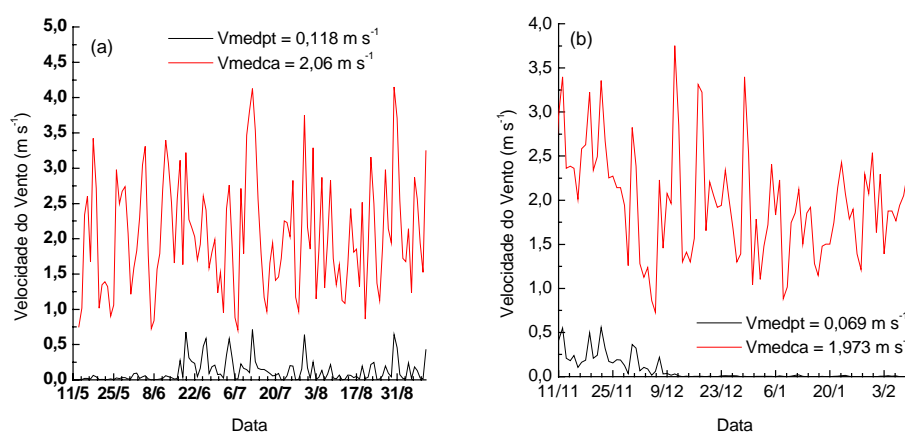 (a)
Vmedpt = 0,118 m s⁻¹
Vmedca = 2,06 m s⁻¹
Velocidade do Vento (m s⁻¹)
5,0
4,5
4,0
3,5
3,0
2,5
2,0
1,5
1,0
0,5
0,0
11/5 25/5 8/6 22/6 6/7 20/7 3/8 17/8 31/8
Data
(b)
Velocidade do Vento (m s⁻¹)
4,0
3,5
3,0
2,5
2,0
1,5
1,0
0,5
0,0
Vmedpt = 0,069 m s⁻¹
Vmedca = 1,973 m s⁻¹
11/11 25/11 9/12 23/12 6/1 20/1 3/2
Data